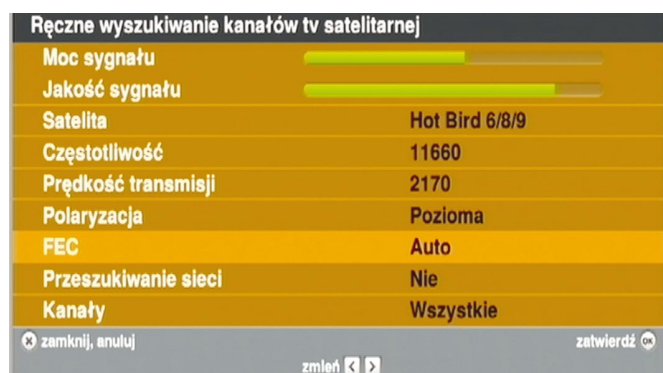 Ręczne wyszukiwanie kanałów tv satelitarnej
Moc sygnału
Jakość sygnału
Satelita Hot Bird 6/8/9
Częstotliwość 11660
Prędkość transmisji 2170
Polaryzacja Pozioma
FEC Auto
Przeszukiwanie sieci Nie
Kanały Wszystkie
x zamknij, anuluj zatwierdź OK
zmień < >